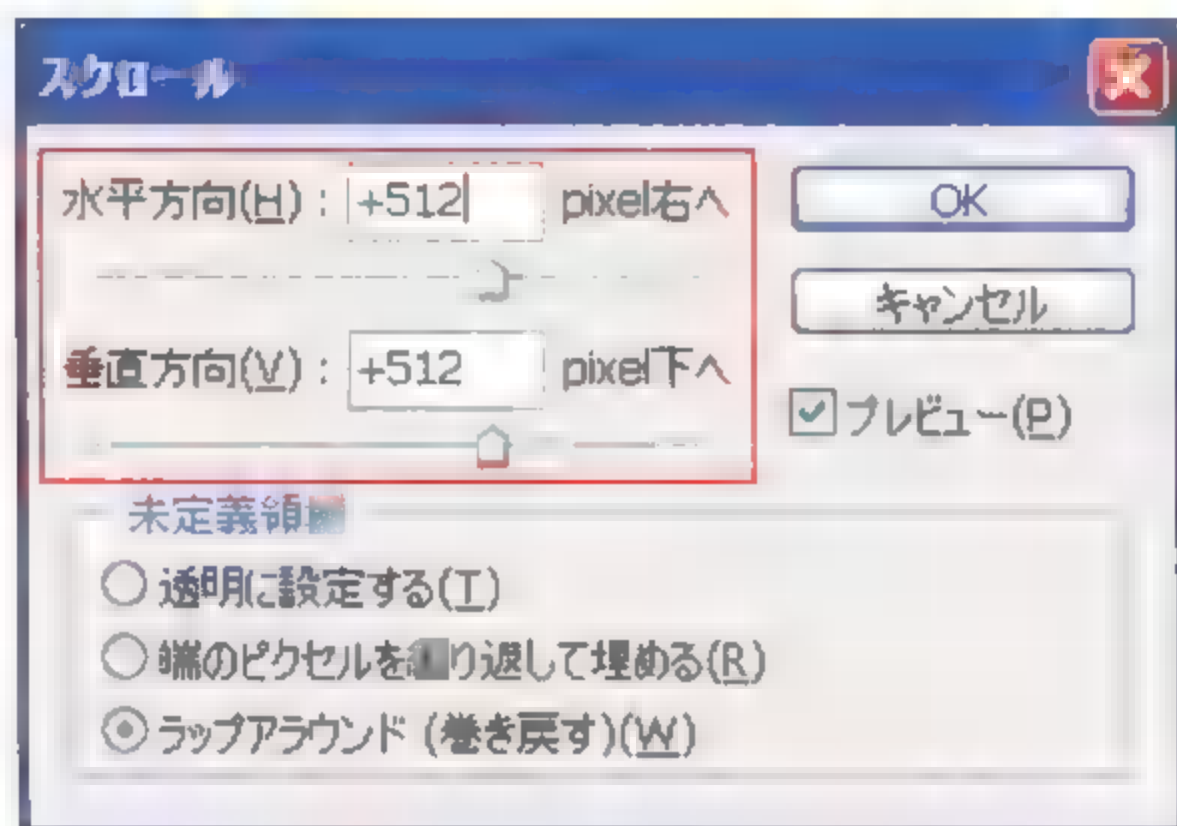 スクロール
水平方向(H) : +512 pixel右へ
OK
キャンセル
垂直方向(V) : +512 pixel下へ
プレビュー(P)
未定義領域
透明に設定する(T)
端のピクセルを繰り返して埋める(R)
ラップアラウンド (巻き戻す)(W)